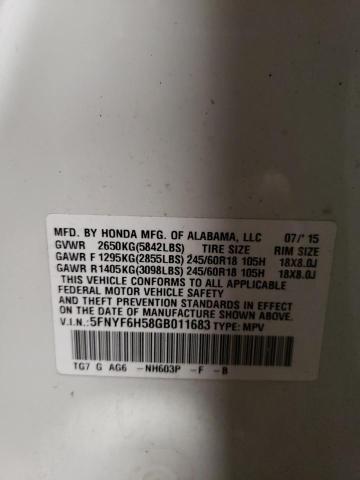 MFD. BY HONDA MFG. OF ALABAMA, LLC 07/'15
GVWR 2650KG(5842LBS) TIRE SIZE RIM SIZE
GAWR F 1295KG(2855LBS) 245/60R18 105H 18X8.0J
GAWR R 1405KG(3098LBS) 245/60R18 105H 18X8.0J
THIS VEHICLE CONFORMS TO ALL APPLICABLE
FEDERAL MOTOR VEHICLE SAFETY
AND THEFT PREVENTION STANDARDS IN EFFECT ON THE
DATE OF MANUFACTURE SHOWN ABOVE.
V.I.N.: 5FNYF6H58GB011683 TYPE: MPV
TG7 G AG6 -NH603P -F -B